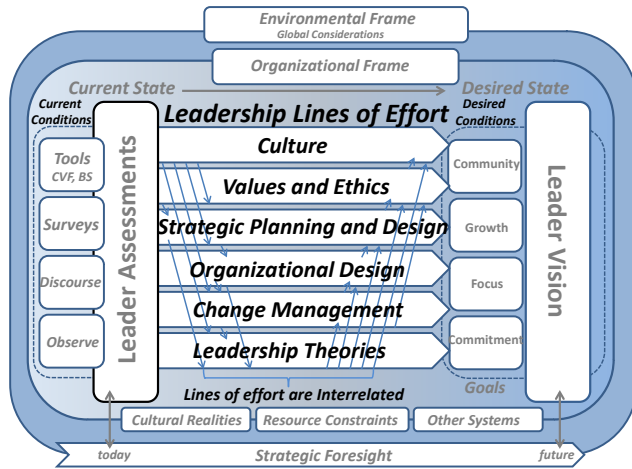 Environmental Frame
Global Considerations
Organizational Frame
Current State
Desired State
Current
Conditions
Leadership Lines of Effort
Desired
Conditions
Tools
CVF, BS
Surveys
Discourse
Observe
Leader Assessments
Culture
Values and Ethics
Strategic Planning and Design
Organizational Design
Change Management
Leadership Theories
Lines of effort are Interrelated
Community
Growth
Focus
Commitment
Goals
Leader Vision
Cultural Realities
Resource Constraints
Other Systems
today
Strategic Foresight
future